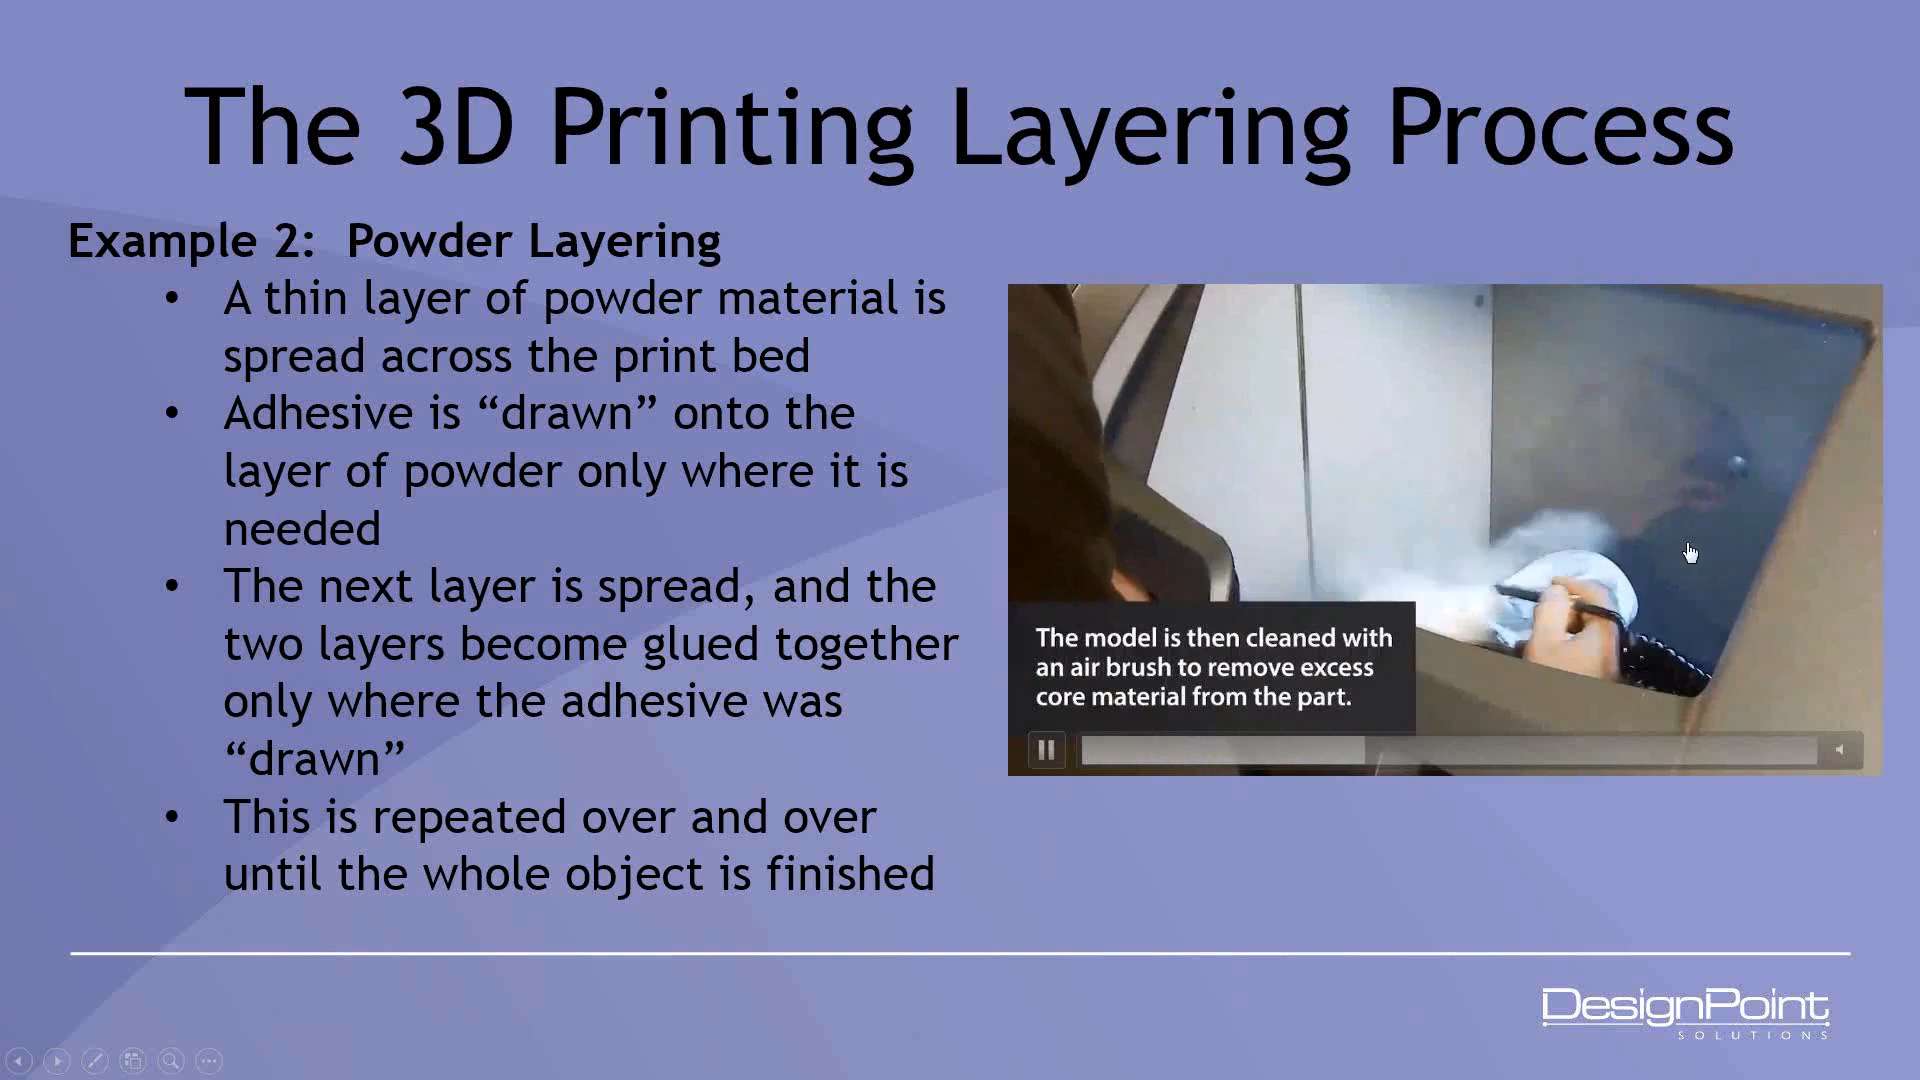 The 3D Printing Layering Process
Example 2:  Powder Layering
• A thin layer of powder material is
spread across the print bed
• Adhesive is “drawn” onto the
layer of powder only where it is
needed
• The next layer is spread, and the
two layers become glued together
only where the adhesive was
“drawn”
• This is repeated over and over
until the whole object is finished
The model is then cleaned with
an air brush to remove excess
core material from the part.
DesignPoint
SOLUTIONS